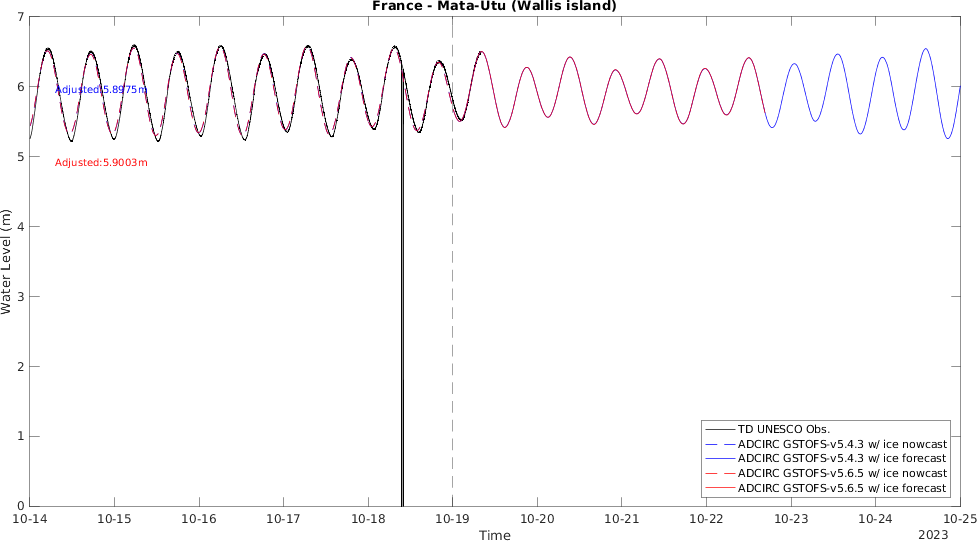 France - Mata-Utu (Wallis island)
7
6
5
4
3
2
1
0
Water Level (m)
Adjusted:5.8975m
Adjusted:5.9003m
TD UNESCO Obs.
ADCIRC GSTOFS-v5.4.3 w/ ice nowcast
ADCIRC GSTOFS-v5.4.3 w/ ice forecast
ADCIRC GSTOFS-v5.6.5 w/ ice nowcast
ADCIRC GSTOFS-v5.6.5 w/ ice forecast
10-14 10-15 10-16 10-17 10-18 10-19 10-20 10-21 10-22 10-23 10-24 10-25
Time
2023